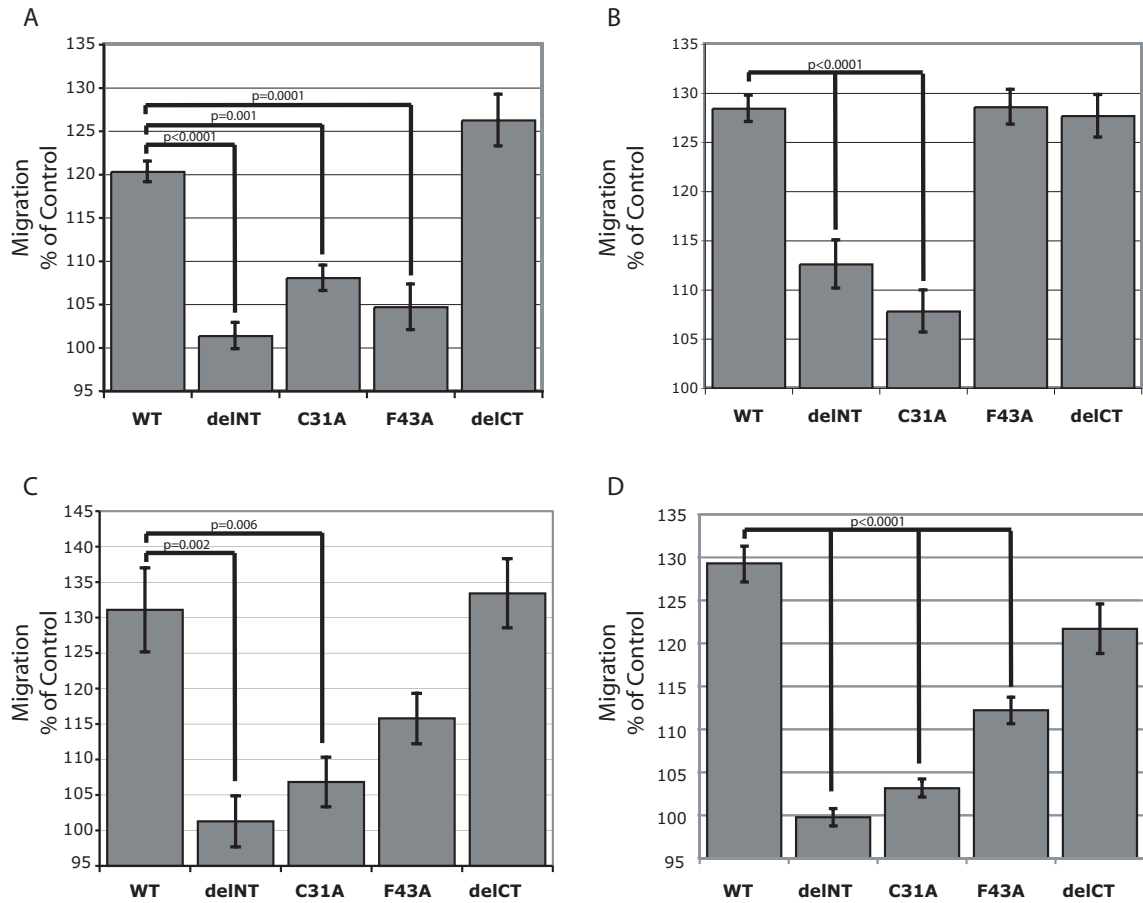 A
Migration
% of Control
135
130
125
120
115
110
105
100
95
p=0.0001
p=0.001
p<0.0001
WT delNT C31A F43A delCT
B
Migration
% of Control
135
130
125
120
115
110
105
100
p<0.0001
WT delNT C31A F43A delCT
C
Migration
% of Control
145
140
135
130
125
120
115
110
105
100
95
p=0.006
p=0.002
WT delNT C31A F43A delCT
D
Migration
% of Control
135
130
125
120
115
110
105
100
95
p<0.0001
WT delNT C31A F43A delCT